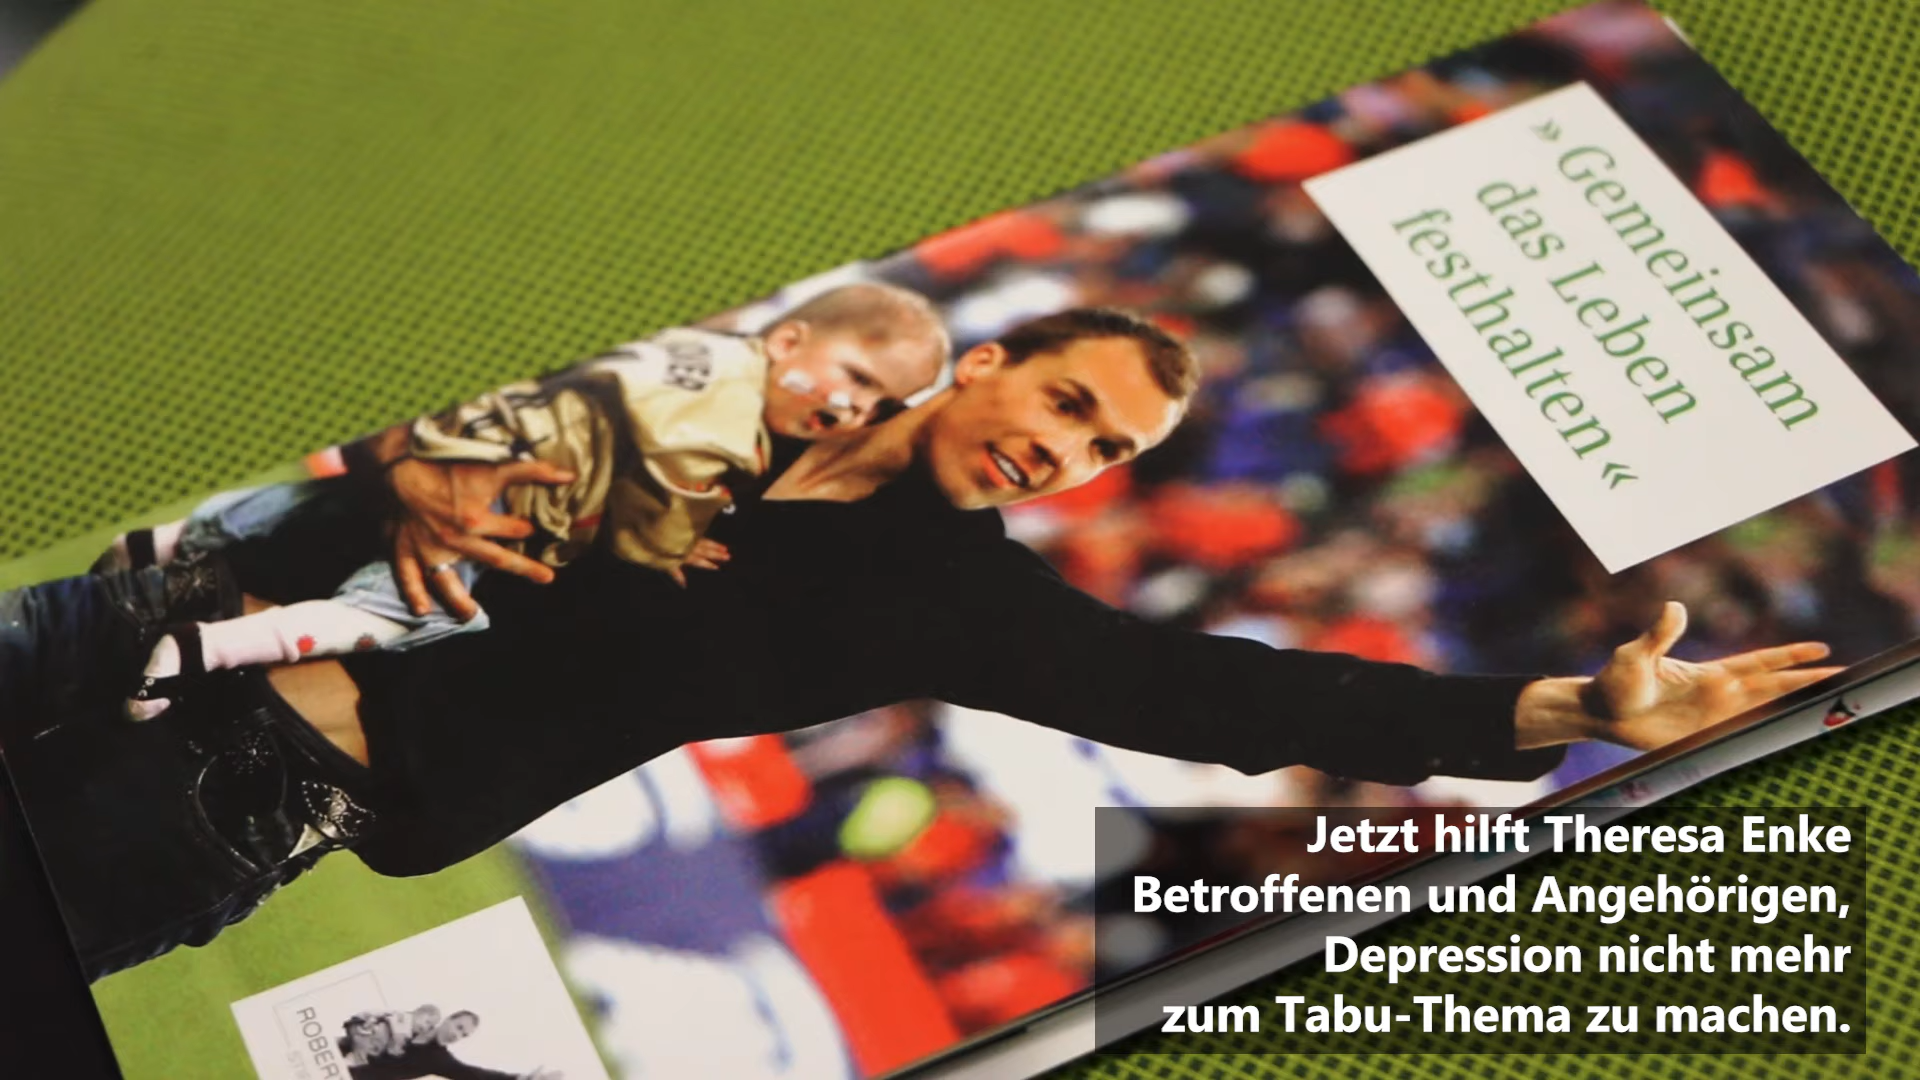 » Gemeinsam
das Leben
festhalten «
Jetzt hilft Theresa Enke
Betroffenen und Angehörigen,
Depression nicht mehr
zum Tabu-Thema zu machen.